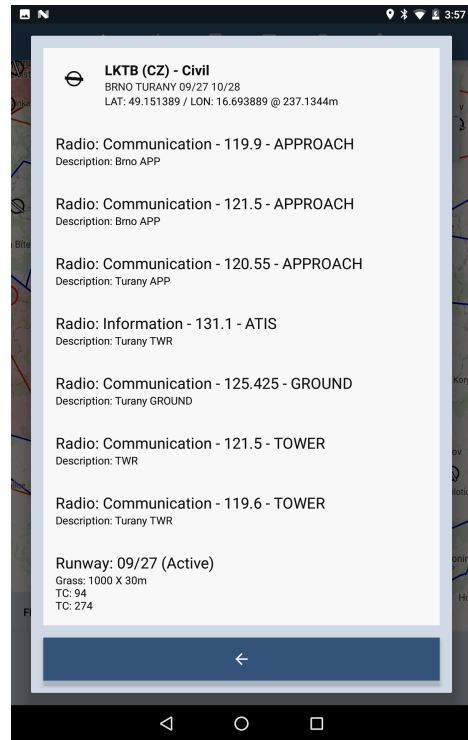 3:57
LKTB (CZ) - Civil
BRNO TURANY 09/27 10/28
LAT: 49.151389 / LON: 16.693889 @ 237.1344m
Radio: Communication - 119.9 - APPROACH
Description: Brno APP
Radio: Communication - 121.5 - APPROACH
Description: Brno APP
Radio: Communication - 120.55 - APPROACH
Description: Turany APP
Radio: Information - 131.1 - ATIS
Description: Turany TWR
Radio: Communication - 125.425 - GROUND
Description: Turany GROUND
Radio: Communication - 121.5 - TOWER
Description: TWR
Radio: Communication - 119.6 - TOWER
Description: Turany TWR
Runway: 09/27 (Active)
Grass: 1000 X 30m
TC: 94
TC: 274